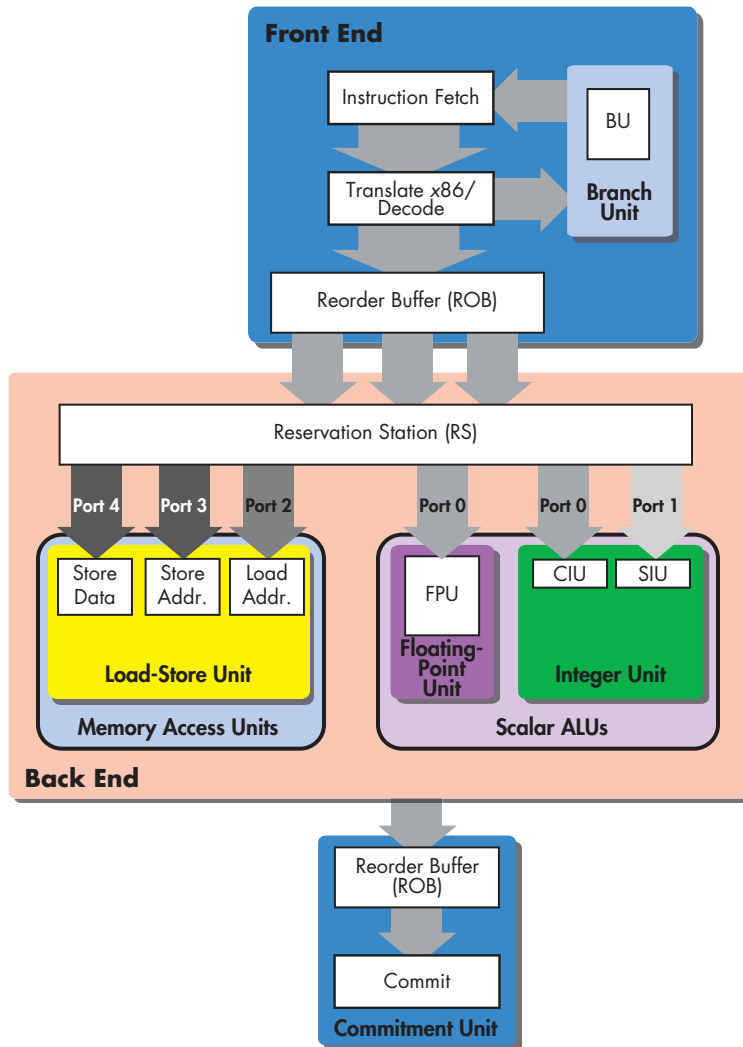 Front End
Instruction Fetch
BU
Translate x86/
Decode
Branch
Unit
Reorder Buffer (ROB)
Reservation Station (RS)
Port 4
Port 3
Port 2
Port 0
Port 0
Port 1
Store
Data
Store
Addr.
Load
Addr.
FPU
CIU
SIU
Load-Store Unit
Floating-
Point
Unit
Integer Unit
Memory Access Units
Scalar ALUs
Back End
Reorder Buffer
(ROB)
Commit
Commitment Unit